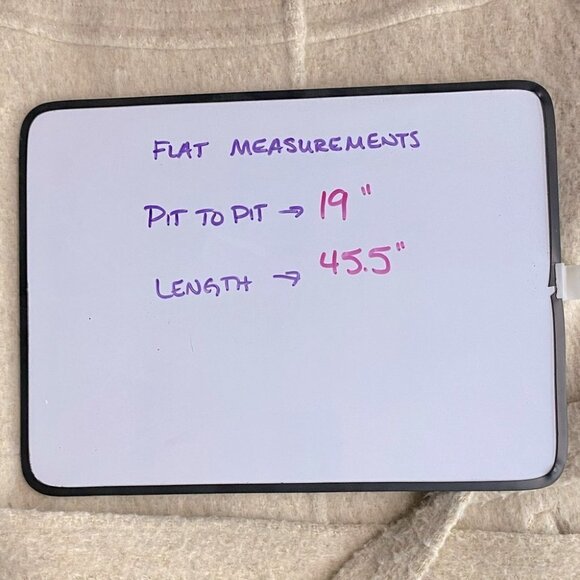 FLAT MEASUREMENTS
PIT TO PIT → 19"
LENGTH → 45.5"